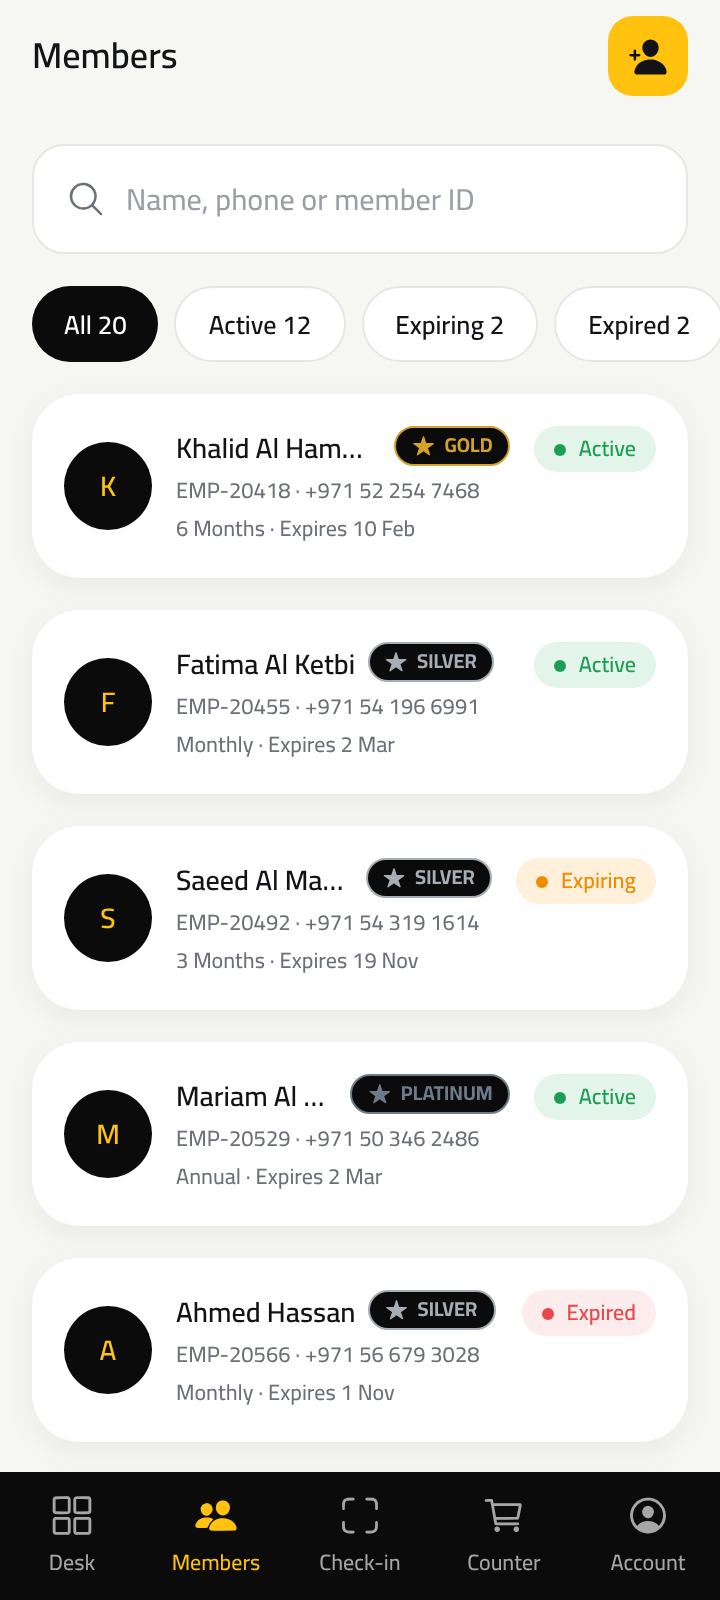 Members
Name, phone or member ID
All 20 Active 12 Expiring 2 Expired 2
K
Khalid Al Ham... GOLD Active
EMP-20418 · +971 52 254 7468
6 Months · Expires 10 Feb
F
Fatima Al Ketbi SILVER Active
EMP-20455 · +971 54 196 6991
Monthly · Expires 2 Mar
S
Saeed Al Ma... SILVER Expiring
EMP-20492 · +971 54 319 1614
3 Months · Expires 19 Nov
M
Mariam Al ... PLATINUM Active
EMP-20529 · +971 50 346 2486
Annual · Expires 2 Mar
A
Ahmed Hassan SILVER Expired
EMP-20566 · +971 56 679 3028
Monthly · Expires 1 Nov
Desk Members Check-in Counter Account